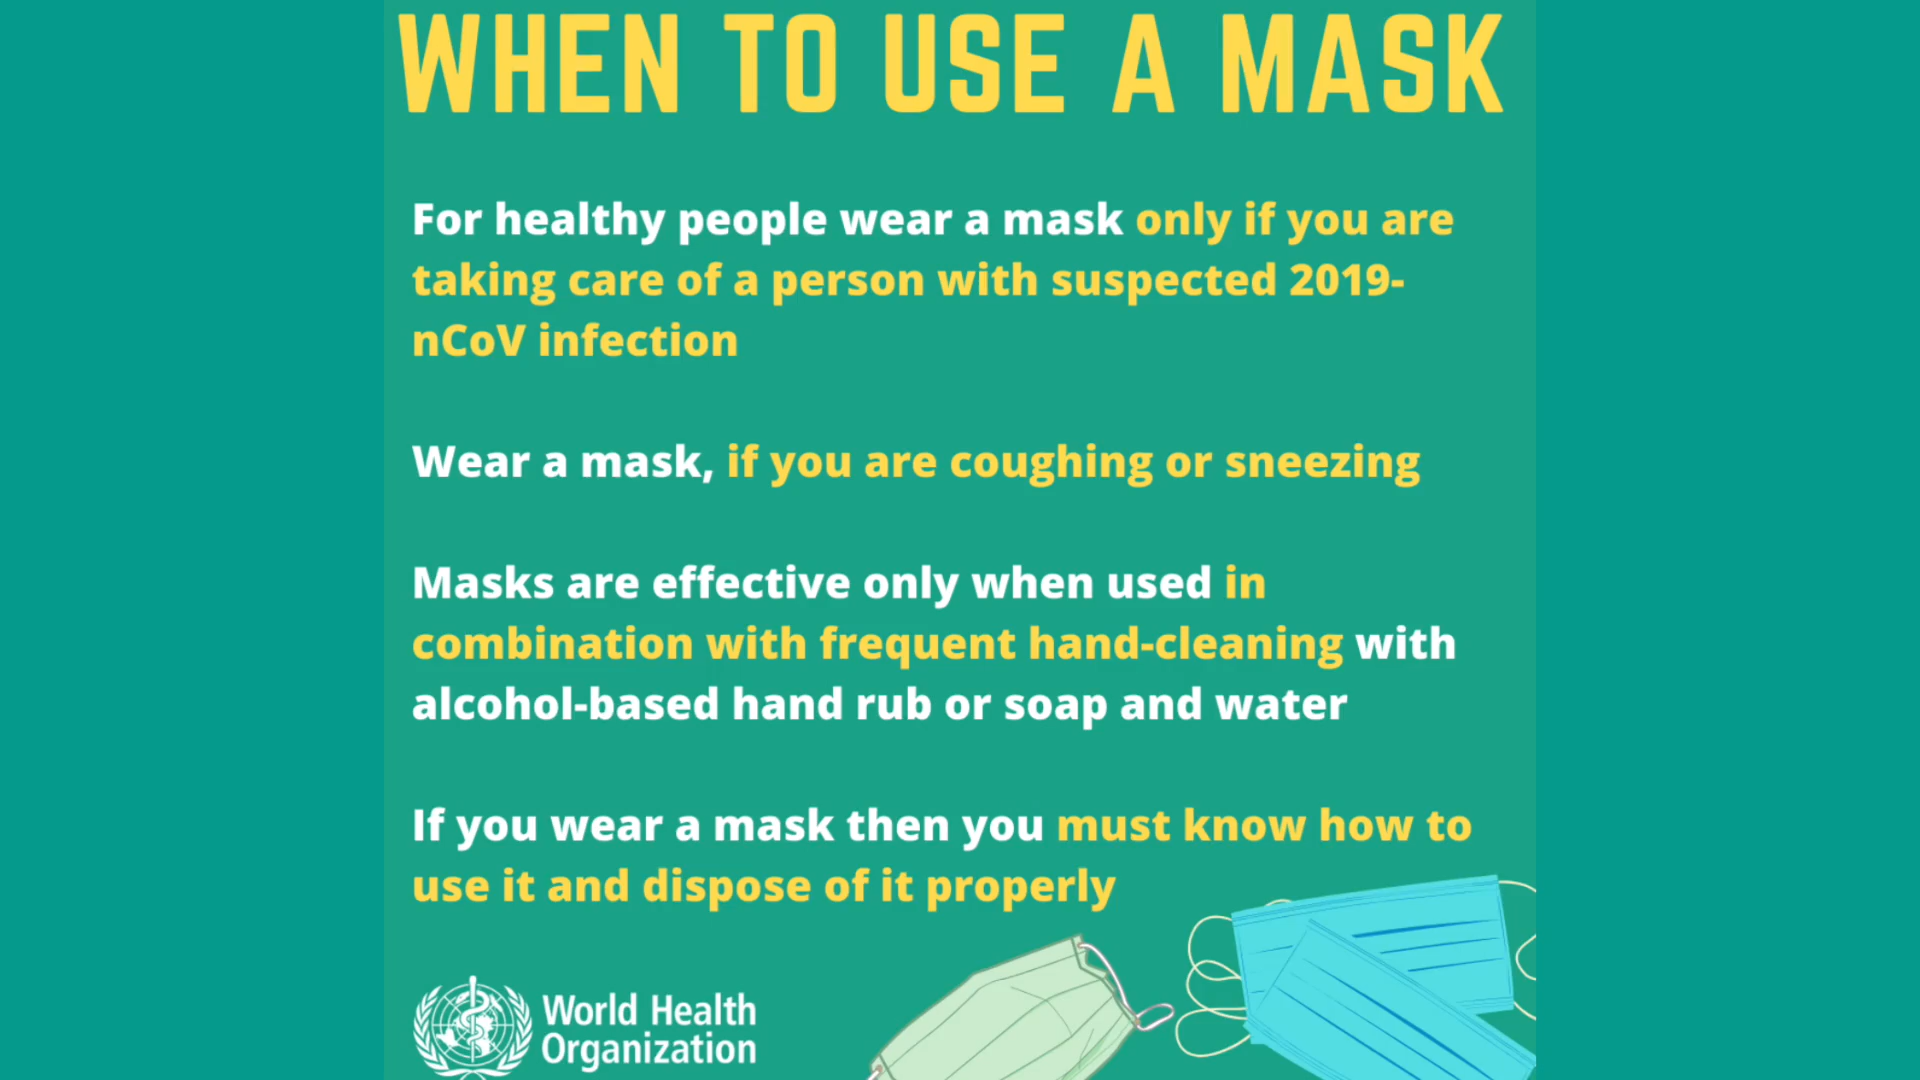 WHEN TO USE A MASK
For healthy people wear a mask only if you are
taking care of a person with suspected 2019-
nCoV infection
Wear a mask, if you are coughing or sneezing
Masks are effective only when used in
combination with frequent hand-cleaning with
alcohol-based hand rub or soap and water
If you wear a mask then you must know how to
use it and dispose of it properly
World Health
Organization